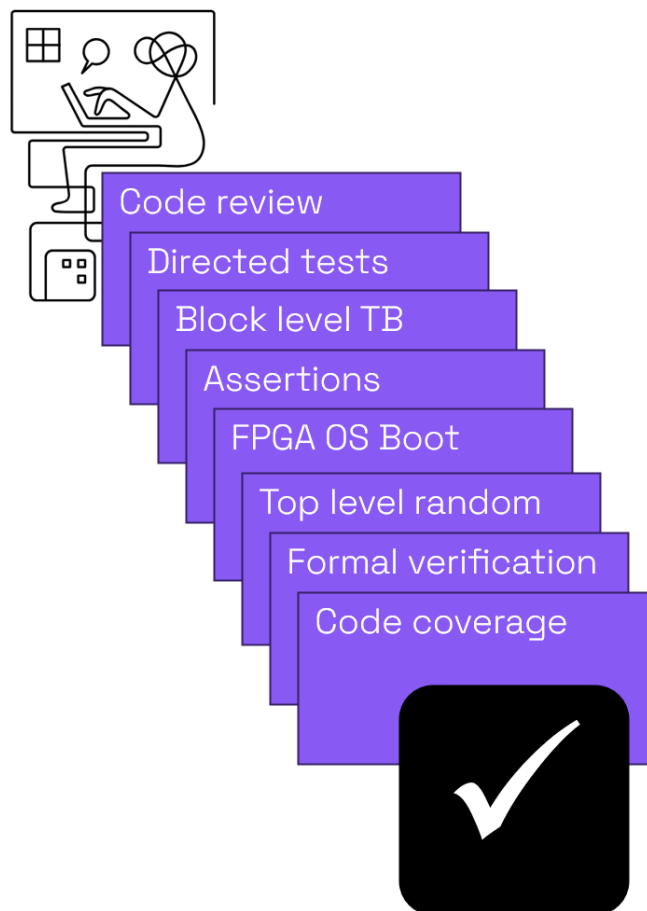 Code review
Directed tests
Block level TB
Assertions
FPGA OS Boot
Top level random
Formal verification
Code coverage